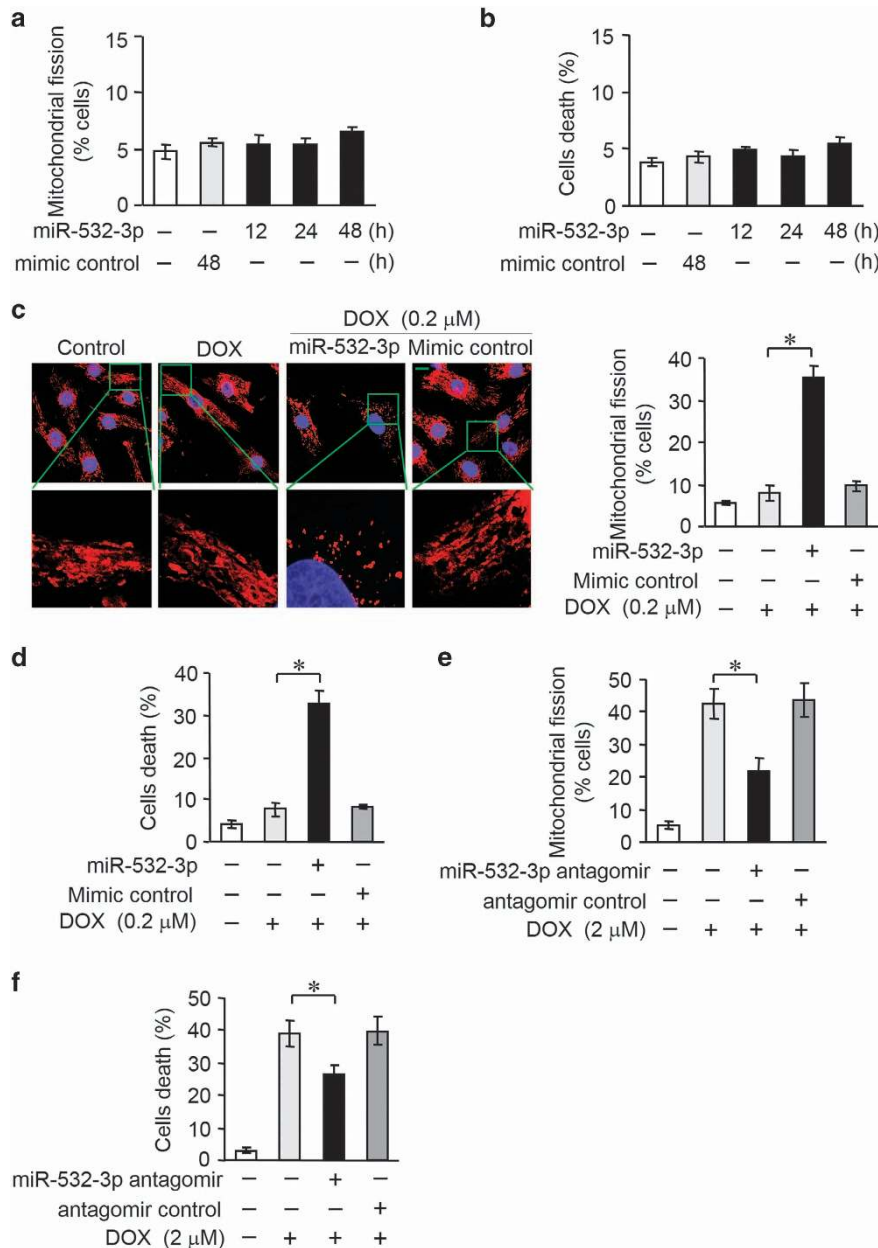 a
15
10
5
0
Mitochondrial fission
(% cells)
miR-532-3p – – 12 24 48 (h)
mimic control – 48 – – – (h)
b
15
10
5
0
Cells death (%)
miR-532-3p – – 12 24 48 (h)
mimic control – 48 – – – (h)
c
DOX (0.2 μM)
Control DOX miR-532-3p Mimic control
40
30
20
10
0
Mitochondrial fission
(% cells)
*
miR-532-3p – – + –
Mimic control – – – +
DOX (0.2 μM) – + + +
d
40
30
20
10
0
Cells death (%)
*
miR-532-3p – – + –
Mimic control – – – +
DOX (0.2 μM) – + + +
e
50
40
30
20
10
0
Mitochondrial fission
(% cells)
*
miR-532-3p antagomir – – + –
antagomir control – – – +
DOX (2 μM) – + + +
f
50
40
30
20
10
0
Cells death (%)
*
miR-532-3p antagomir – – + –
antagomir control – – – +
DOX (2 μM) – + + +